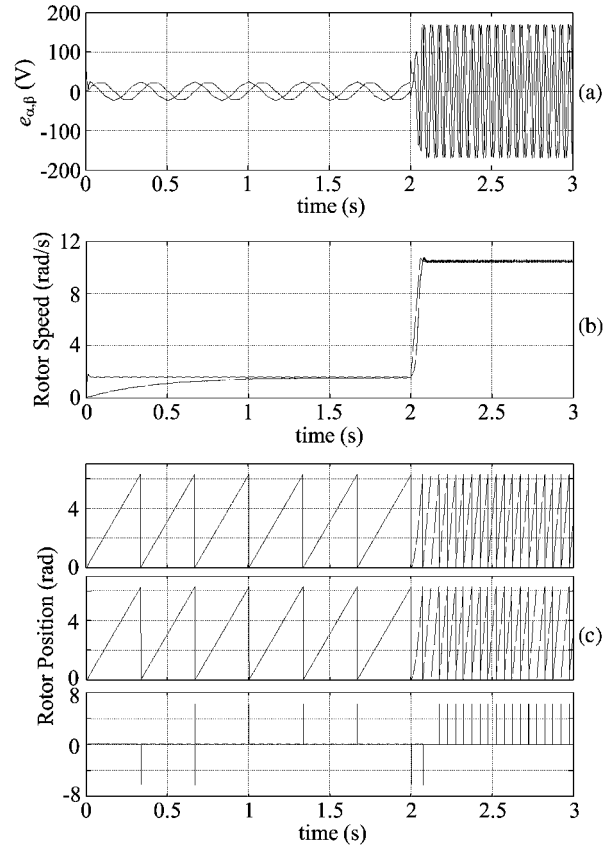 200
100
0
-100
-200
e α,β (V)
0 0.5 1 1.5 2 2.5 3
time (s)
(a)
12
8
4
0
Rotor Speed (rad/s)
0 0.5 1 1.5 2 2.5 3
time (s)
(b)
4
0
4
0
8
0
-8
Rotor Position (rad)
(c)
0 0.5 1 1.5 2 2.5 3
time (s)